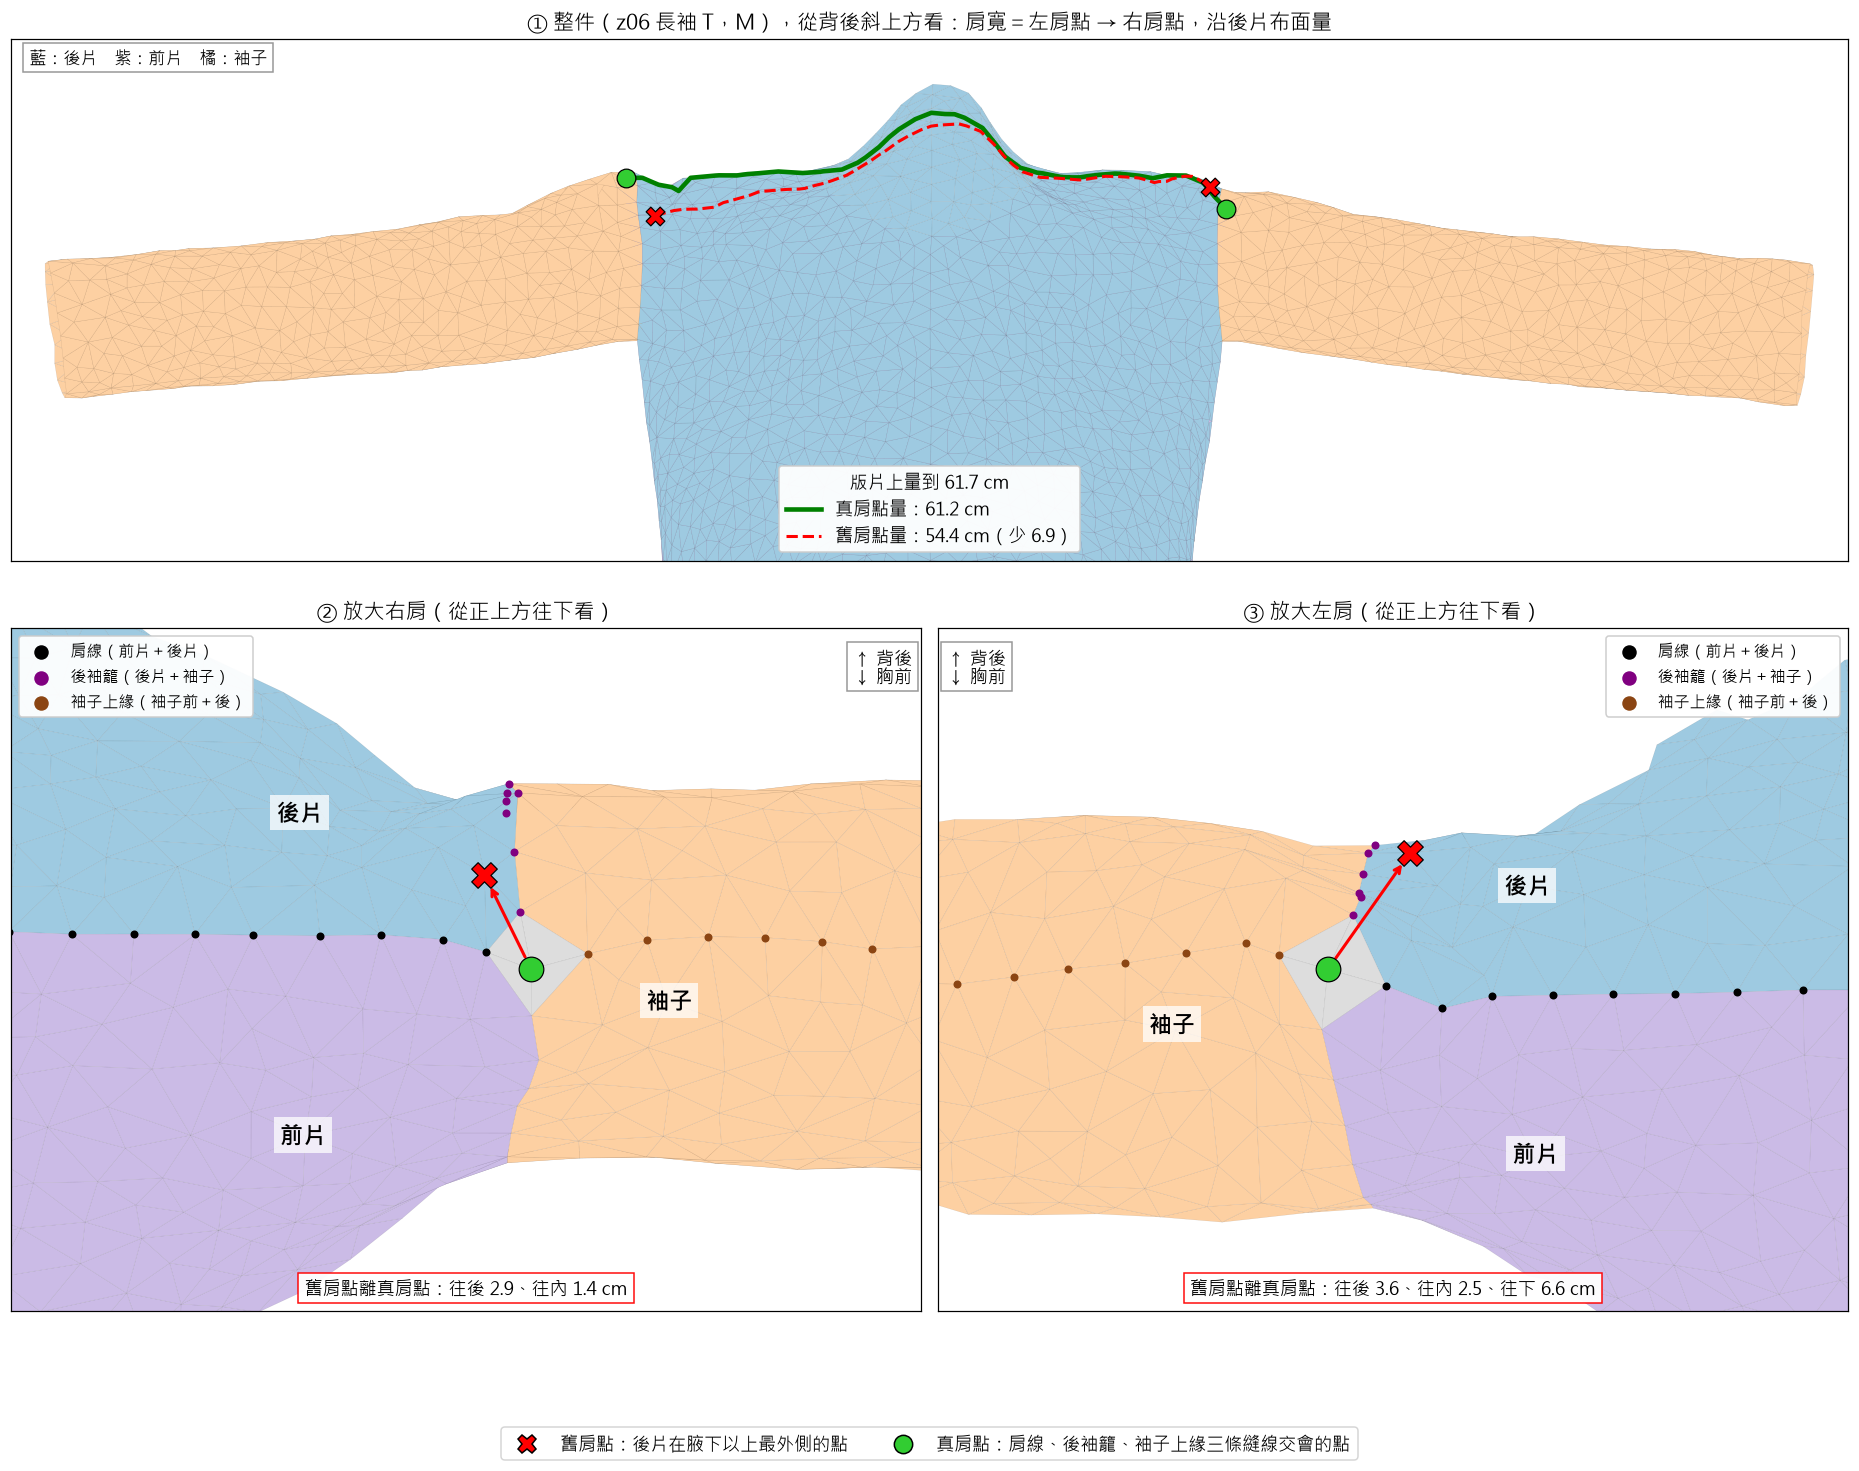 ① 整件（z06 長袖 T，M），從背後斜上方看：肩寬 = 左肩點 → 右肩點，沿後片布面量
藍：後片　紫：前片　橘：袖子
版片上量到 61.7 cm
真肩點量：61.2 cm
舊肩點量：54.4 cm（少 6.9）
② 放大右肩（從正上方往下看）
肩線（前片＋後片）
後袖籠（後片＋袖子）
袖子上緣（袖子前＋後）
↑ 背後
↓ 胸前
後片
袖子
前片
舊肩點離真肩點：往後 2.9、往內 1.4 cm
③ 放大左肩（從正上方往下看）
↑ 背後
↓ 胸前
肩線（前片＋後片）
後袖籠（後片＋袖子）
袖子上緣（袖子前＋後）
後片
袖子
前片
舊肩點離真肩點：往後 3.6、往內 2.5、往下 6.6 cm
舊肩點：後片在腋下以上最外側的點
真肩點：肩線、後袖籠、袖子上緣三條縫線交會的點